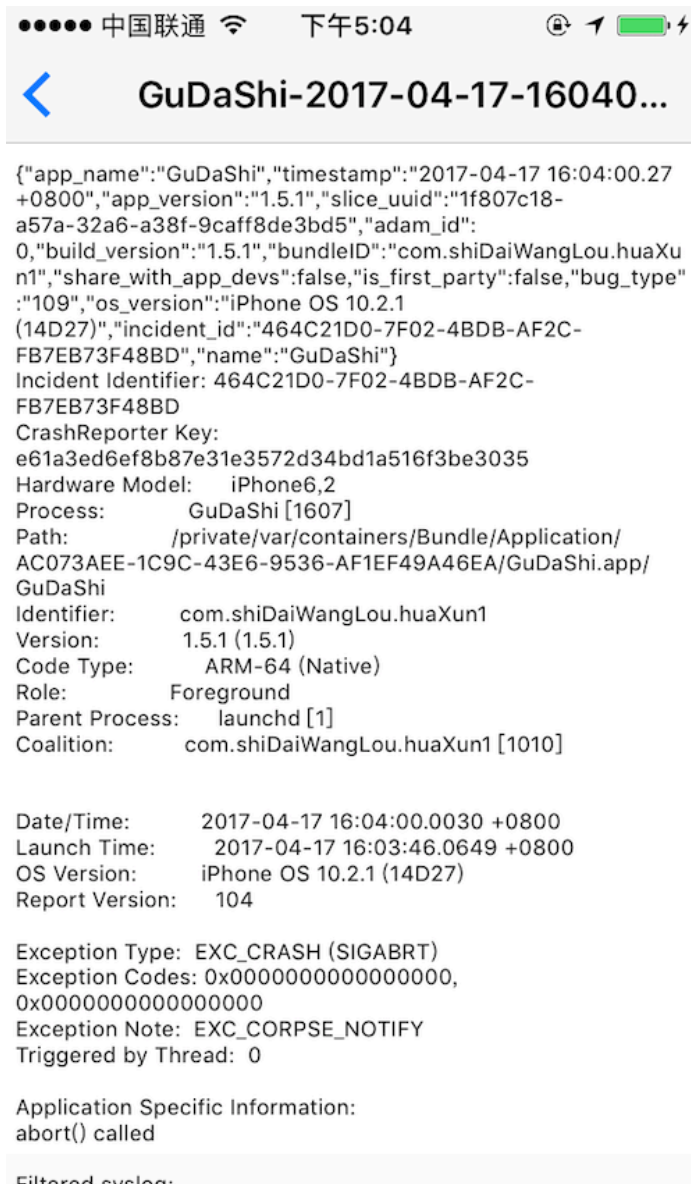 中国联通 下午5:04
GuDaShi-2017-04-17-16040...
{"app_name":"GuDaShi","timestamp":"2017-04-17 16:04:00.27
+0800","app_version":"1.5.1","slice_uuid":"1f807c18-
a57a-32a6-a38f-9caff8de3bd5","adam_id":
0,"build_version":"1.5.1","bundleID":"com.shiDaiWangLou.huaXu
n1","share_with_app_devs":false,"is_first_party":false,"bug_type"
:"109","os_version":"iPhone OS 10.2.1
(14D27)","incident_id":"464C21D0-7F02-4BDB-AF2C-
FB7EB73F48BD","name":"GuDaShi"}
Incident Identifier: 464C21D0-7F02-4BDB-AF2C-
FB7EB73F48BD
CrashReporter Key:
e61a3ed6ef8b87e31e3572d34bd1a516f3be3035
Hardware Model: iPhone6,2
Process: GuDaShi [1607]
Path: /private/var/containers/Bundle/Application/
AC073AEE-1C9C-43E6-9536-AF1EF49A46EA/GuDaShi.app/
GuDaShi
Identifier: com.shiDaiWangLou.huaXun1
Version: 1.5.1 (1.5.1)
Code Type: ARM-64 (Native)
Role: Foreground
Parent Process: launchd [1]
Coalition: com.shiDaiWangLou.huaXun1 [1010]
Date/Time: 2017-04-17 16:04:00.0030 +0800
Launch Time: 2017-04-17 16:03:46.0649 +0800
OS Version: iPhone OS 10.2.1 (14D27)
Report Version: 104
Exception Type: EXC_CRASH (SIGABRT)
Exception Codes: 0x0000000000000000,
0x0000000000000000
Exception Note: EXC_CORPSE_NOTIFY
Triggered by Thread: 0
Application Specific Information:
abort() called
Filtered syslog: